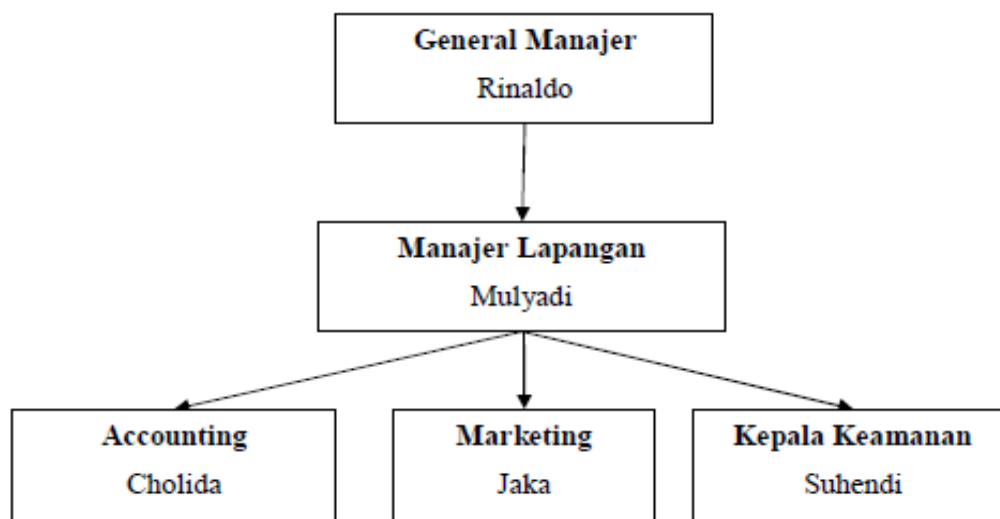 General Manajer
Rinaldo
Manajer Lapangan
Mulyadi
Accounting
Cholida
Marketing
Jaka
Kepala Keamanan
Suhendi